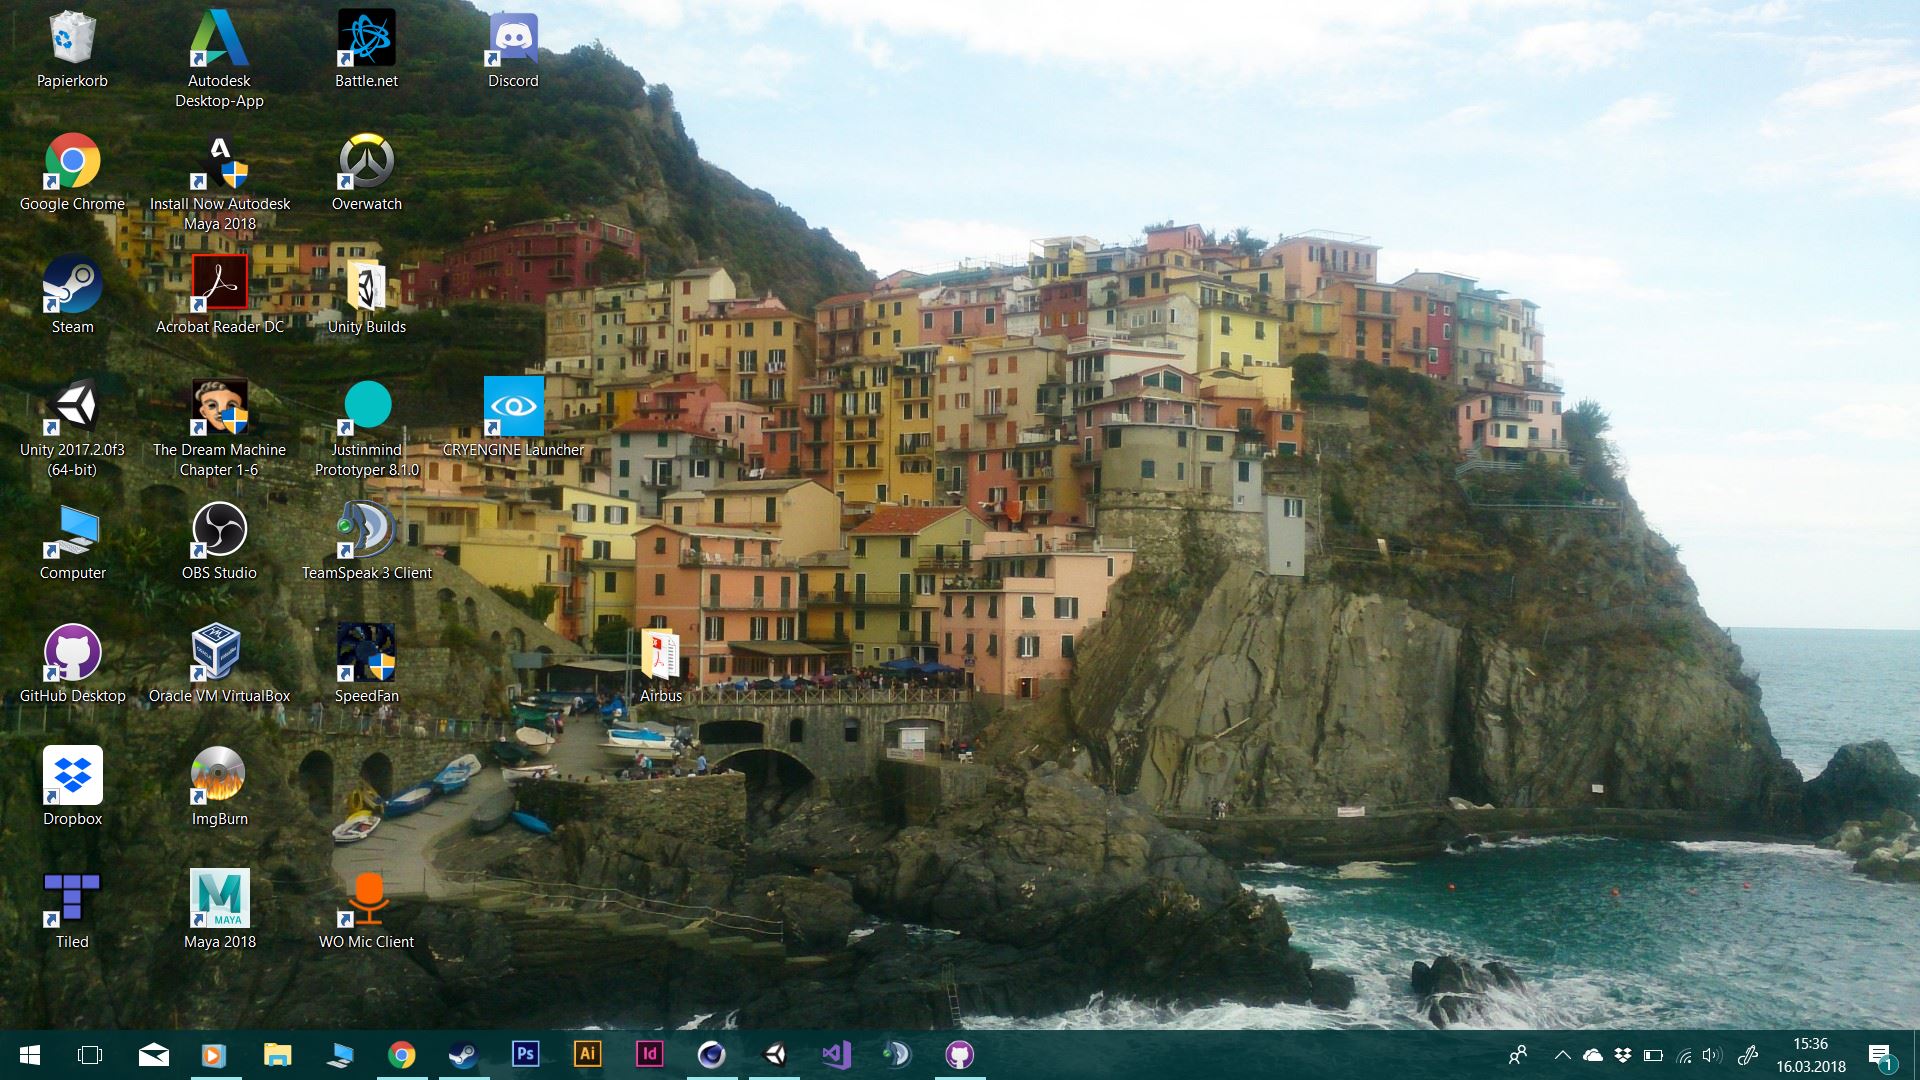 Papierkorb
Autodesk
Desktop-App
Battle.net
Discord
Google Chrome
Install Now Autodesk
Maya 2018
Overwatch
Steam
Acrobat Reader DC
Unity Builds
Unity 2017.2.0f3
(64-bit)
The Dream Machine
Chapter 1-6
Justinmind
Prototyper 8.1.0
CRYENGINE Launcher
Computer
OBS Studio
TeamSpeak 3 Client
GitHub Desktop
Oracle VM VirtualBox
SpeedFan
Airbus
Dropbox
ImgBurn
Tiled
MAYA
Maya 2018
WO Mic Client
Ps
Ai
Id
15:36
16.03.2018
1